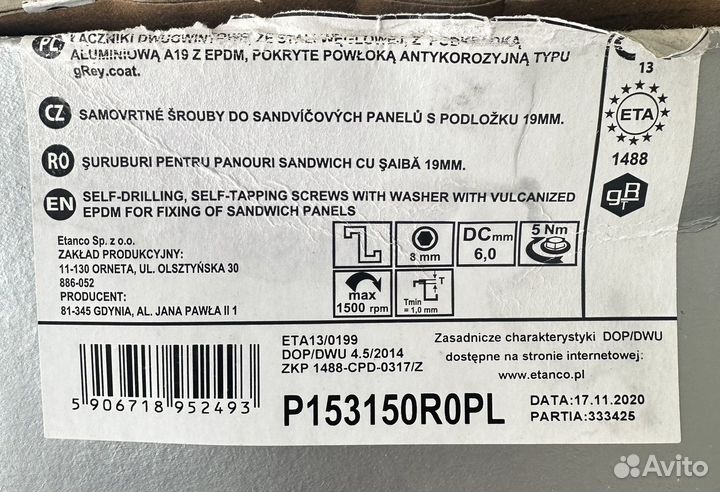 PL ŁĄCZNIKI DWUGWINTOWE, ZE STALI WĘGLOWEJ, Z PODKŁADKĄ
ALUMINIOWĄ A19 Z EPDM, POKRYTE POWŁOKĄ ANTYKOROZYJNĄ TYPU
gRey.coat.
CZ SAMOVRTNÉ ŠROUBY DO SANDVÍČOVÝCH PANELŮ S PODLOŽKU 19MM.
RO ŞURUBURI PENTRU PANOURI SANDWICH CU ŞAIBĂ 19MM.
EN SELF-DRILLING, SELF-TAPPING SCREWS WITH WASHER WITH VULCANIZED
EPDM FOR FIXING OF SANDWICH PANELS
13
ETA
1488
gRT
Etanco Sp. z o.o.
ZAKŁAD PRODUKCYJNY:
11-130 ORNETA, UL. OLSZTYŃSKA 30
886-052
PRODUCENT:
81-345 GDYNIA, AL. JANA PAWŁA II 1
8 mm
DC mm
6,0
5 Nm
max
1500 rpm
T
Tmin
= 1,0 mm
5 906718 952493
ETA13/0199
DOP/DWU 4.5/2014
ZKP 1488-CPD-0317/Z
Zasadnicze charakterystyki DOP/DWU
dostępne na stronie internetowej:
www.etanco.pl
P153150R0PL
DATA:17.11.2020
PARTIA:333425
Avito